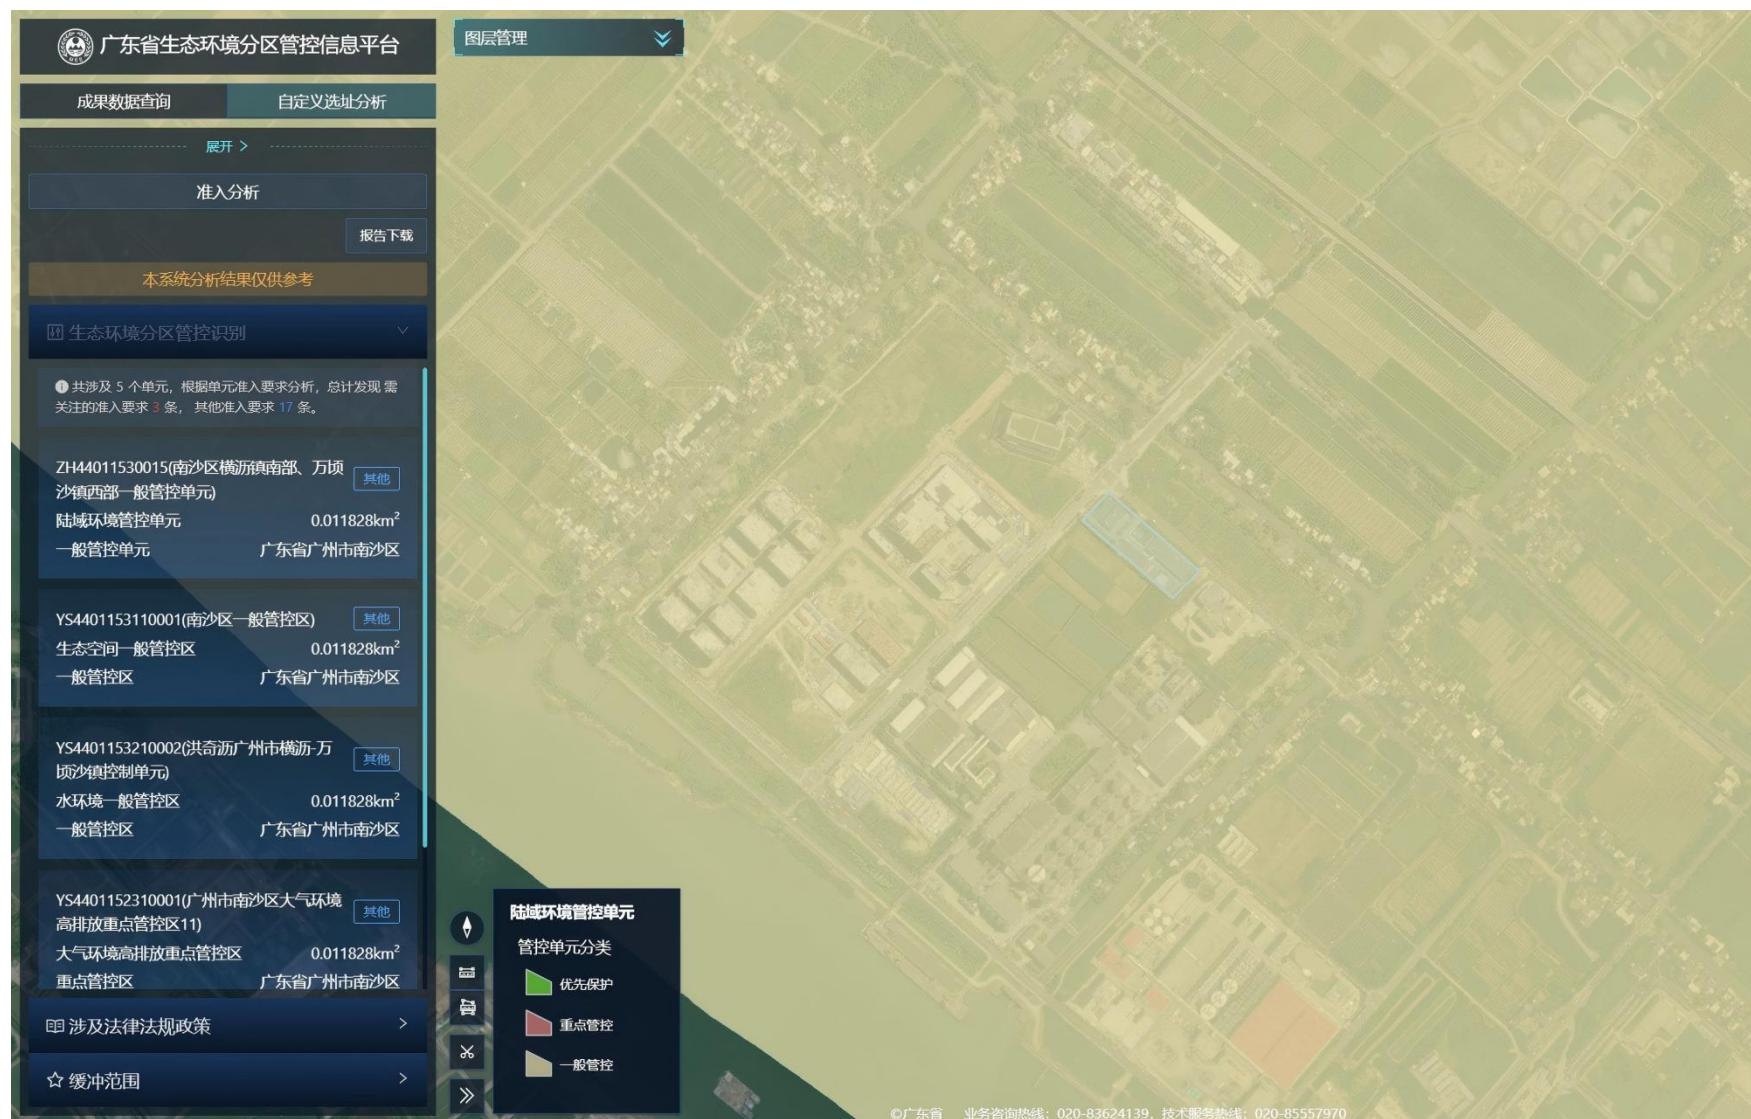 广东省生态环境分区管控信息平台
图层管理
成果数据查询
自定义选址分析
展开 >
准入分析
报告下载
本系统分析结果仅供参考
生态环境分区管控识别
共涉及 5 个单元，根据单元准入要求分析，总计发现 需
关注的准入要求 3 条， 其他准入要求 17 条。
ZH44011530015(南沙区横沥镇南部、万顷
沙镇西部一般管控单元)
其他
陆域环境管控单元 0.011828km²
一般管控单元 广东省广州市南沙区
YS4401153110001(南沙区一般管控区) 其他
生态空间一般管控区 0.011828km²
一般管控区 广东省广州市南沙区
YS4401153210002(洪奇沥广州市横沥-万
顷沙镇控制单元)
其他
水环境一般管控区 0.011828km²
一般管控区 广东省广州市南沙区
YS4401152310001(广州市南沙区大气环境
高排放重点管控区11)
其他
大气环境高排放重点管控区 0.011828km²
重点管控区 广东省广州市南沙区
涉及法律法规政策
缓冲范围
陆域环境管控单元
管控单元分类
优先保护
重点管控
一般管控
©广东省 业务咨询热线：020-83624139，技术服务热线：020-85557970